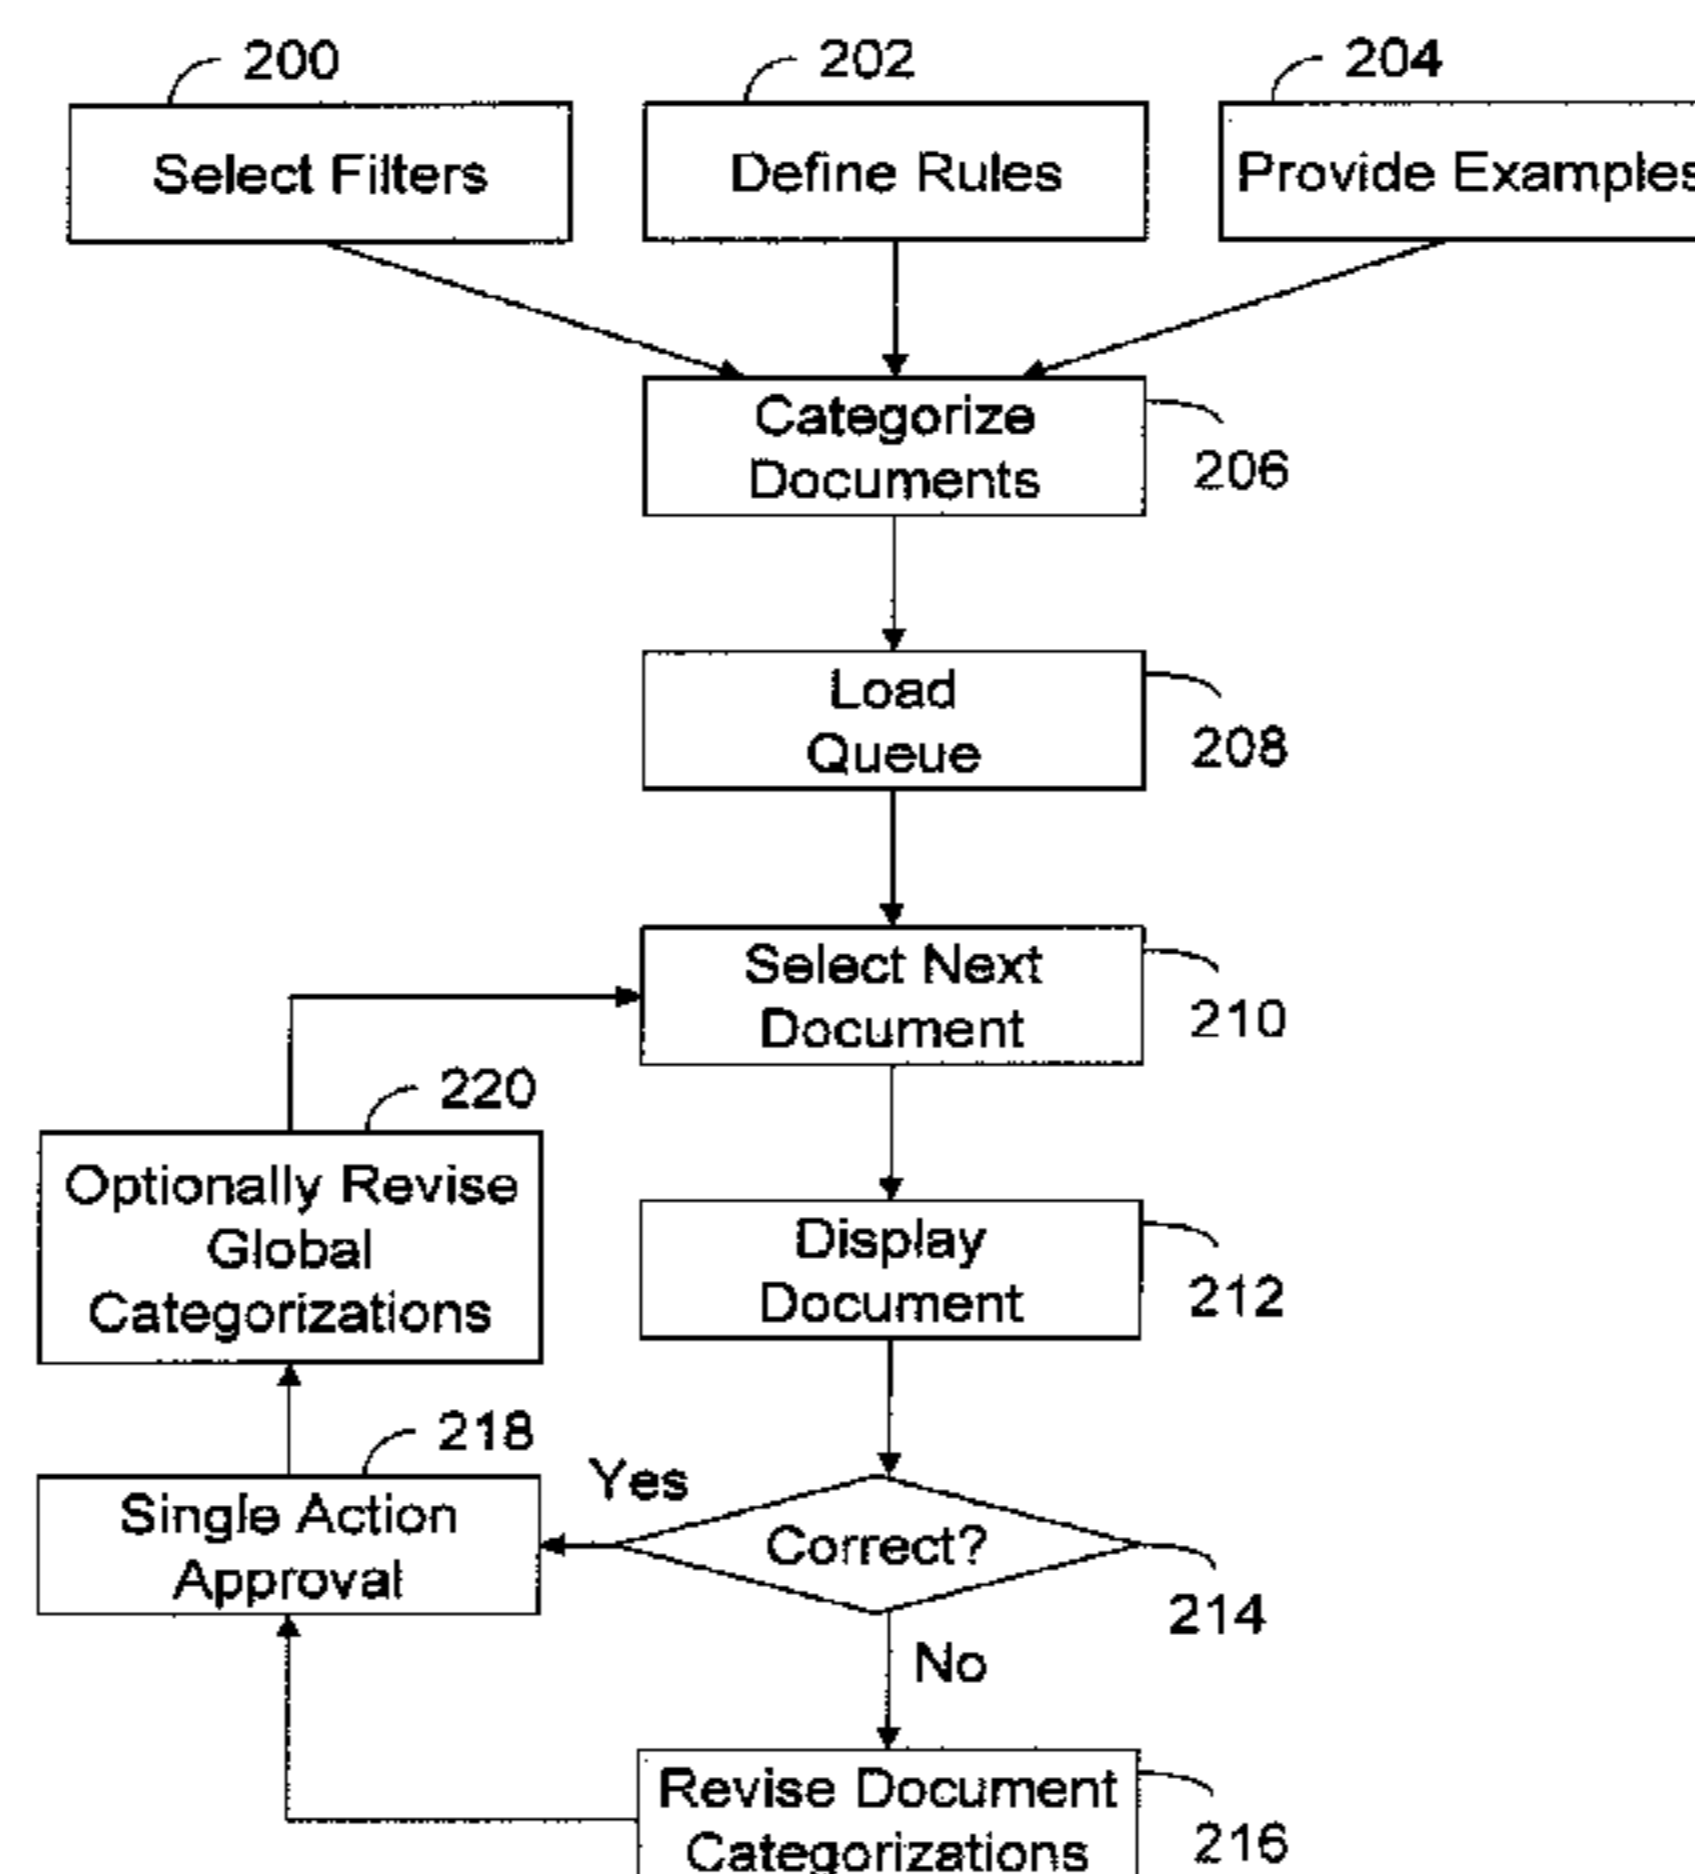 200
202
204
Select Filters
Define Rules
Provide Examples
Categorize
Documents
206
Load
Queue
208
Select Next
Document
210
220
Optionally Revise
Global
Categorizations
Display
Document
212
218
Single Action
Approval
Yes
Correct?
214
No
Revise Document
Categorizations
216